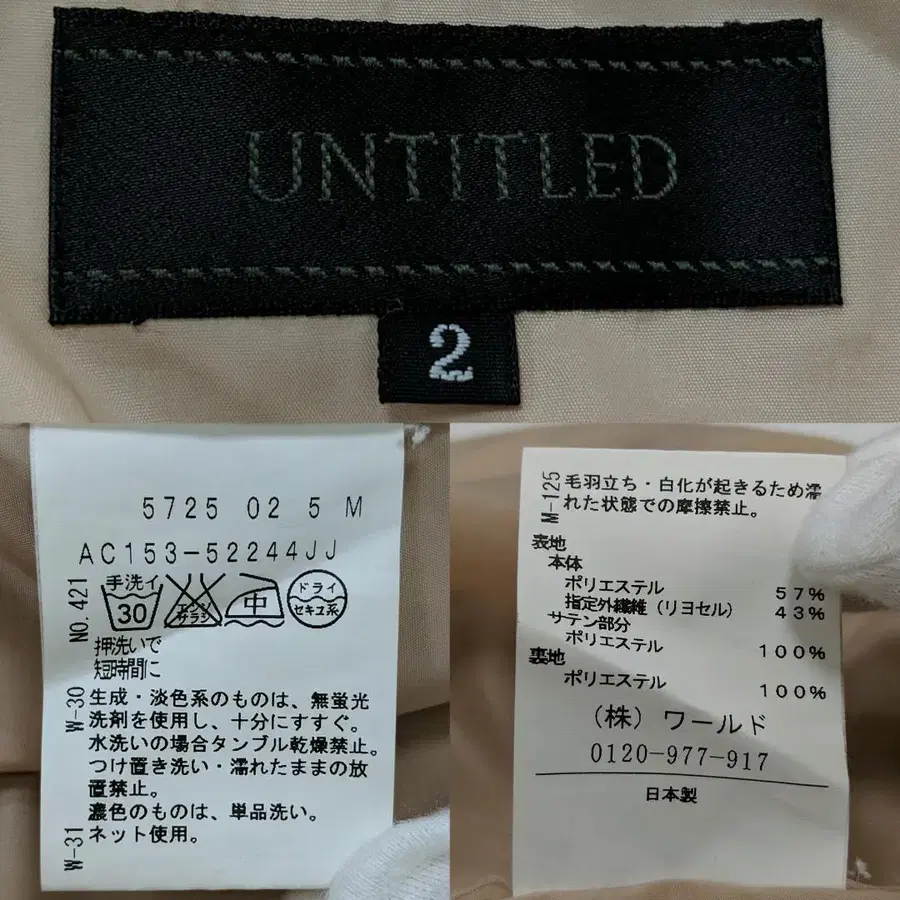 UNTITLED
2
5725 02 5 M
AC153-52244JJ
NO.421
手洗イ
30
エンソ
サラシ
中
ドライ
セキユ系
押洗いで
短時間に
W-30
生成・淡色系のものは、無蛍光
洗剤を使用し、十分にすすぐ。
水洗いの場合タンブル乾燥禁止。
つけ置き洗い・濡れたままの放
置禁止。
濃色のものは、単品洗い。
W-31
ネット使用。
M-125
毛羽立ち・白化が起きるため濡
れた状態での摩擦禁止。
表地
本体
ポリエステル 57%
指定外繊維(リヨセル) 43%
サテン部分
ポリエステル 100%
裏地
ポリエステル 100%
(株)ワールド
0120-977-917
日本製